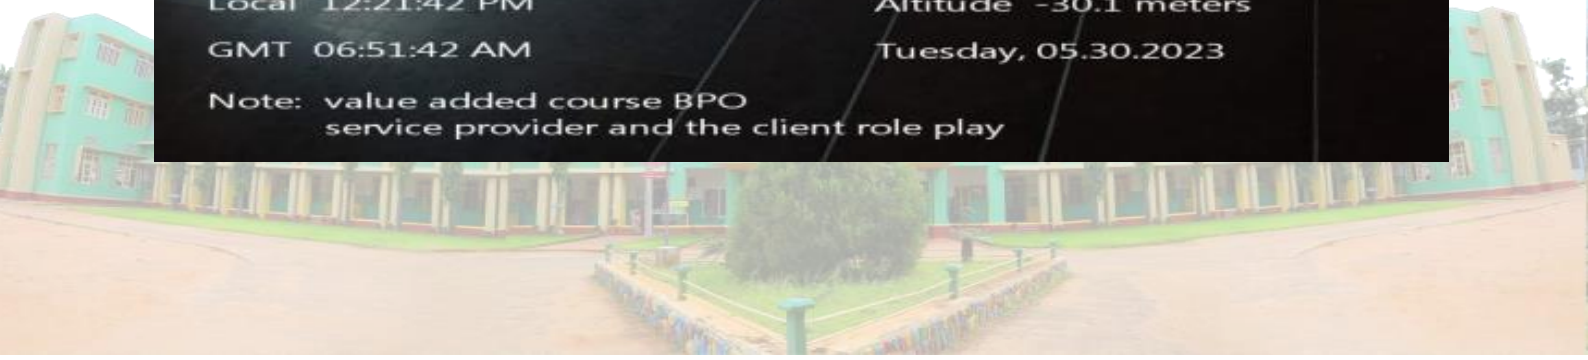 Local 12:21:42 PM
Altitude -30.1 meters
GMT 06:51:42 AM
Tuesday, 05.30.2023
Note: value added course BPO
service provider and the client role play